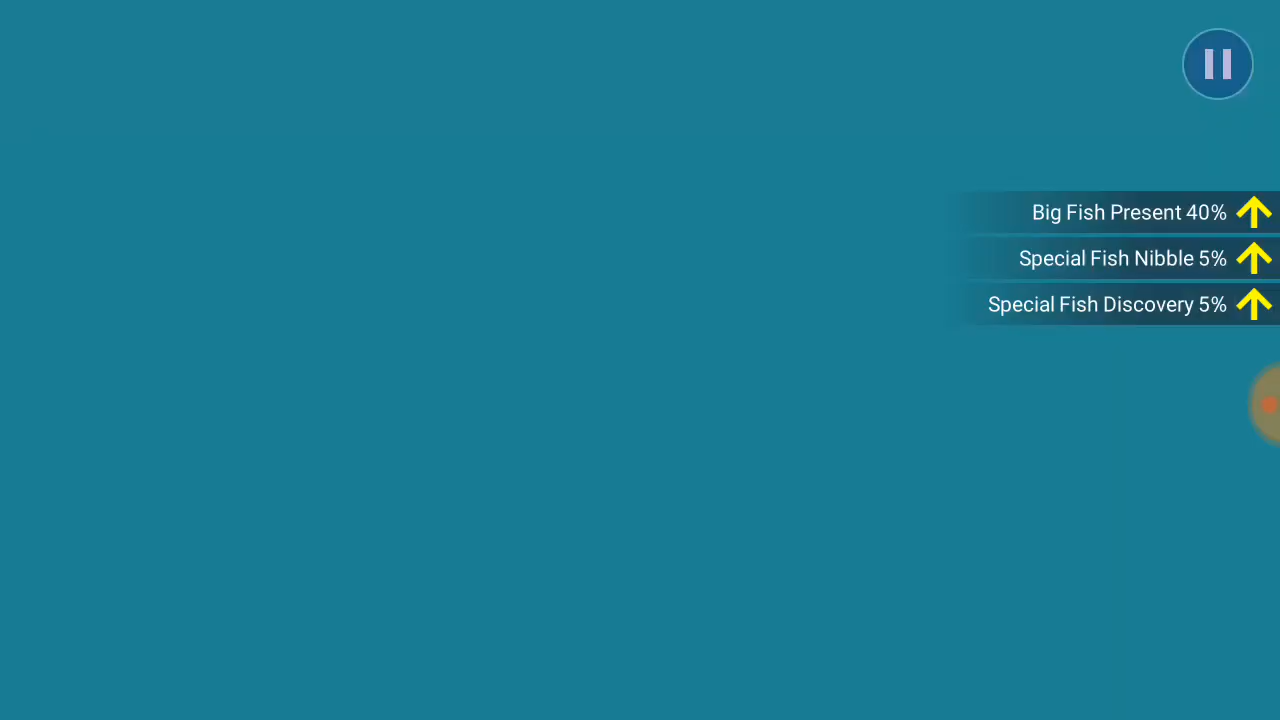 Big Fish Present 40%
Special Fish Nibble 5%
Special Fish Discovery 5%